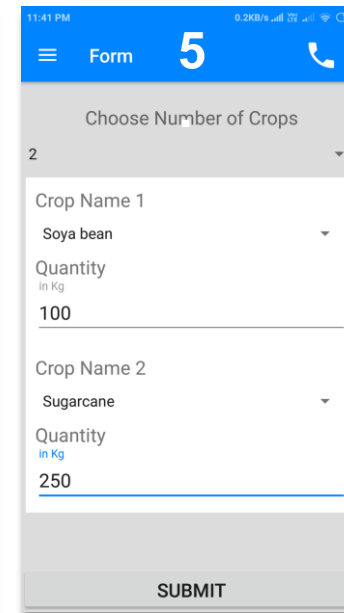 11:41 PM 0.2KB/s
Form 5
Choose Number of Crops
2
Crop Name 1
Soya bean
Quantity
in Kg
100
Crop Name 2
Sugarcane
Quantity
in Kg
250
SUBMIT